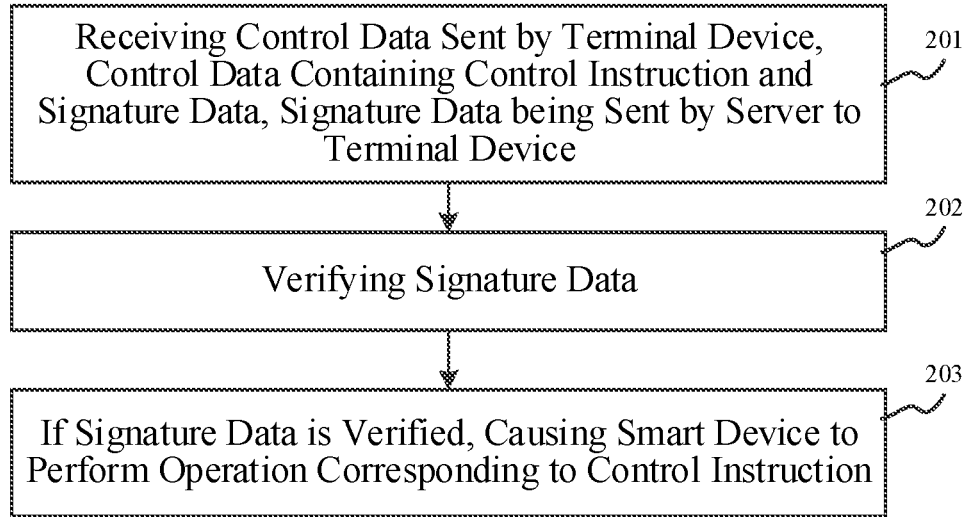 Receiving Control Data Sent by Terminal Device,
Control Data Containing Control Instruction and
Signature Data, Signature Data being Sent by Server to
Terminal Device
201
202
Verifying Signature Data
203
If Signature Data is Verified, Causing Smart Device to
Perform Operation Corresponding to Control Instruction